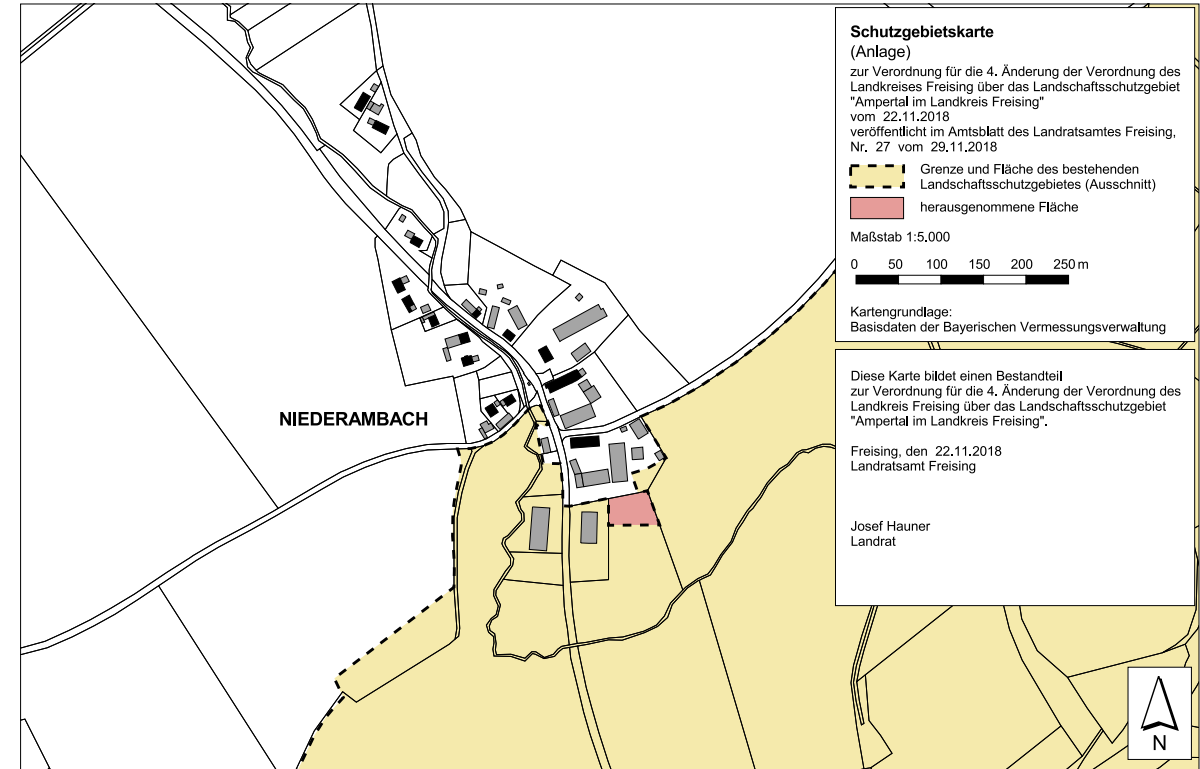 Schutzgebietskarte
(Anlage)
zur Verordnung für die 4. Änderung der Verordnung des
Landkreises Freising über das Landschaftsschutzgebiet
"Ampertal im Landkreis Freising"
vom 22.11.2018
veröffentlicht im Amtsblatt des Landratsamtes Freising,
Nr. 27 vom 29.11.2018
Grenze und Fläche des bestehenden
Landschaftsschutzgebietes (Ausschnitt)
herausgenommene Fläche
Maßstab 1:5.000
0 50 100 150 200 250 m
Kartengrundlage:
Basisdaten der Bayerischen Vermessungsverwaltung
Diese Karte bildet einen Bestandteil
zur Verordnung für die 4. Änderung der Verordnung des
Landkreis Freising über das Landschaftsschutzgebiet
"Ampertal im Landkreis Freising".
Freising, den 22.11.2018
Landratsamt Freising
Josef Hauner
Landrat
NIEDERAMBACH
N